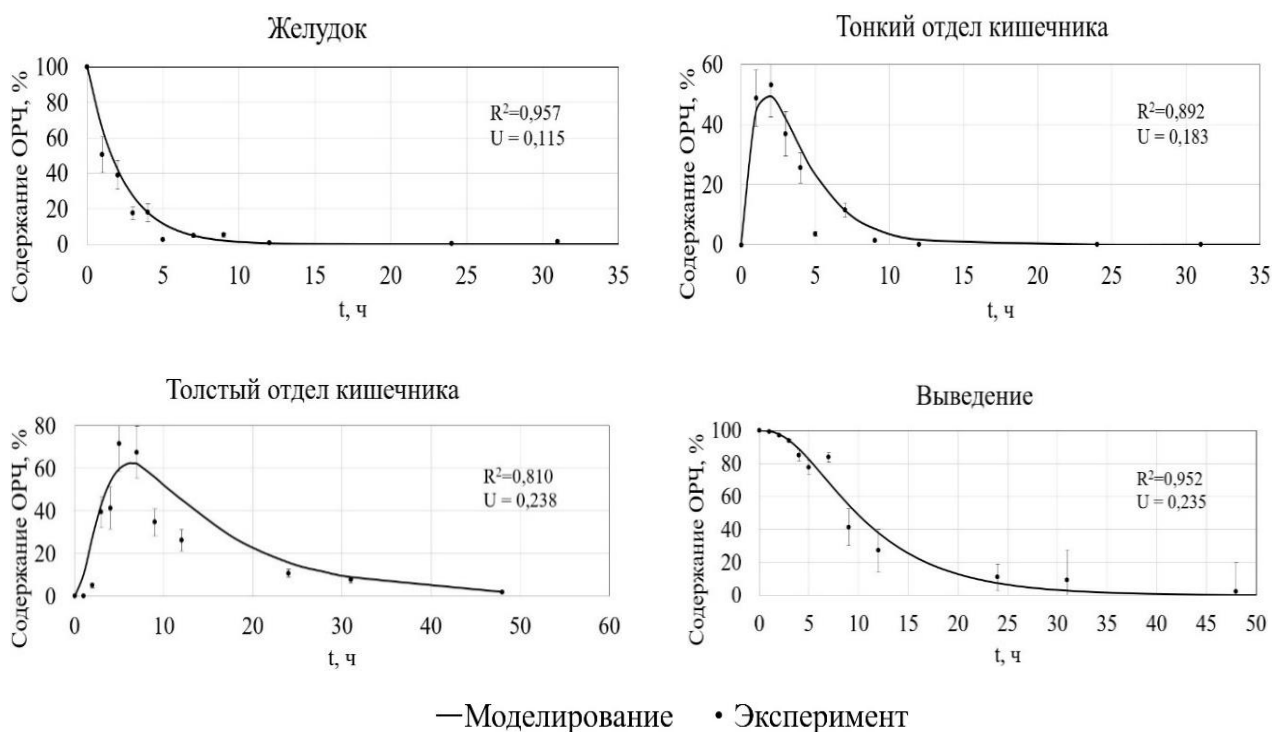 Желудок
Содержание ОРЧ, %
100
80
60
40
20
0
R²=0,957
U = 0,115
0 5 10 15 20 25 30 35
t, ч
Тонкий отдел кишечника
Содержание ОРЧ, %
60
40
20
0
R²=0,892
U = 0,183
0 5 10 15 20 25 30 35
t, ч
Толстый отдел кишечника
Содержание ОРЧ, %
80
60
40
20
0
R²=0,810
U = 0,238
0 10 20 30 40 50 60
t, ч
Выведение
Содержание ОРЧ, %
100
80
60
40
20
0
R²=0,952
U = 0,235
0 5 10 15 20 25 30 35 40 45 50
t, ч
Моделирование • Эксперимент